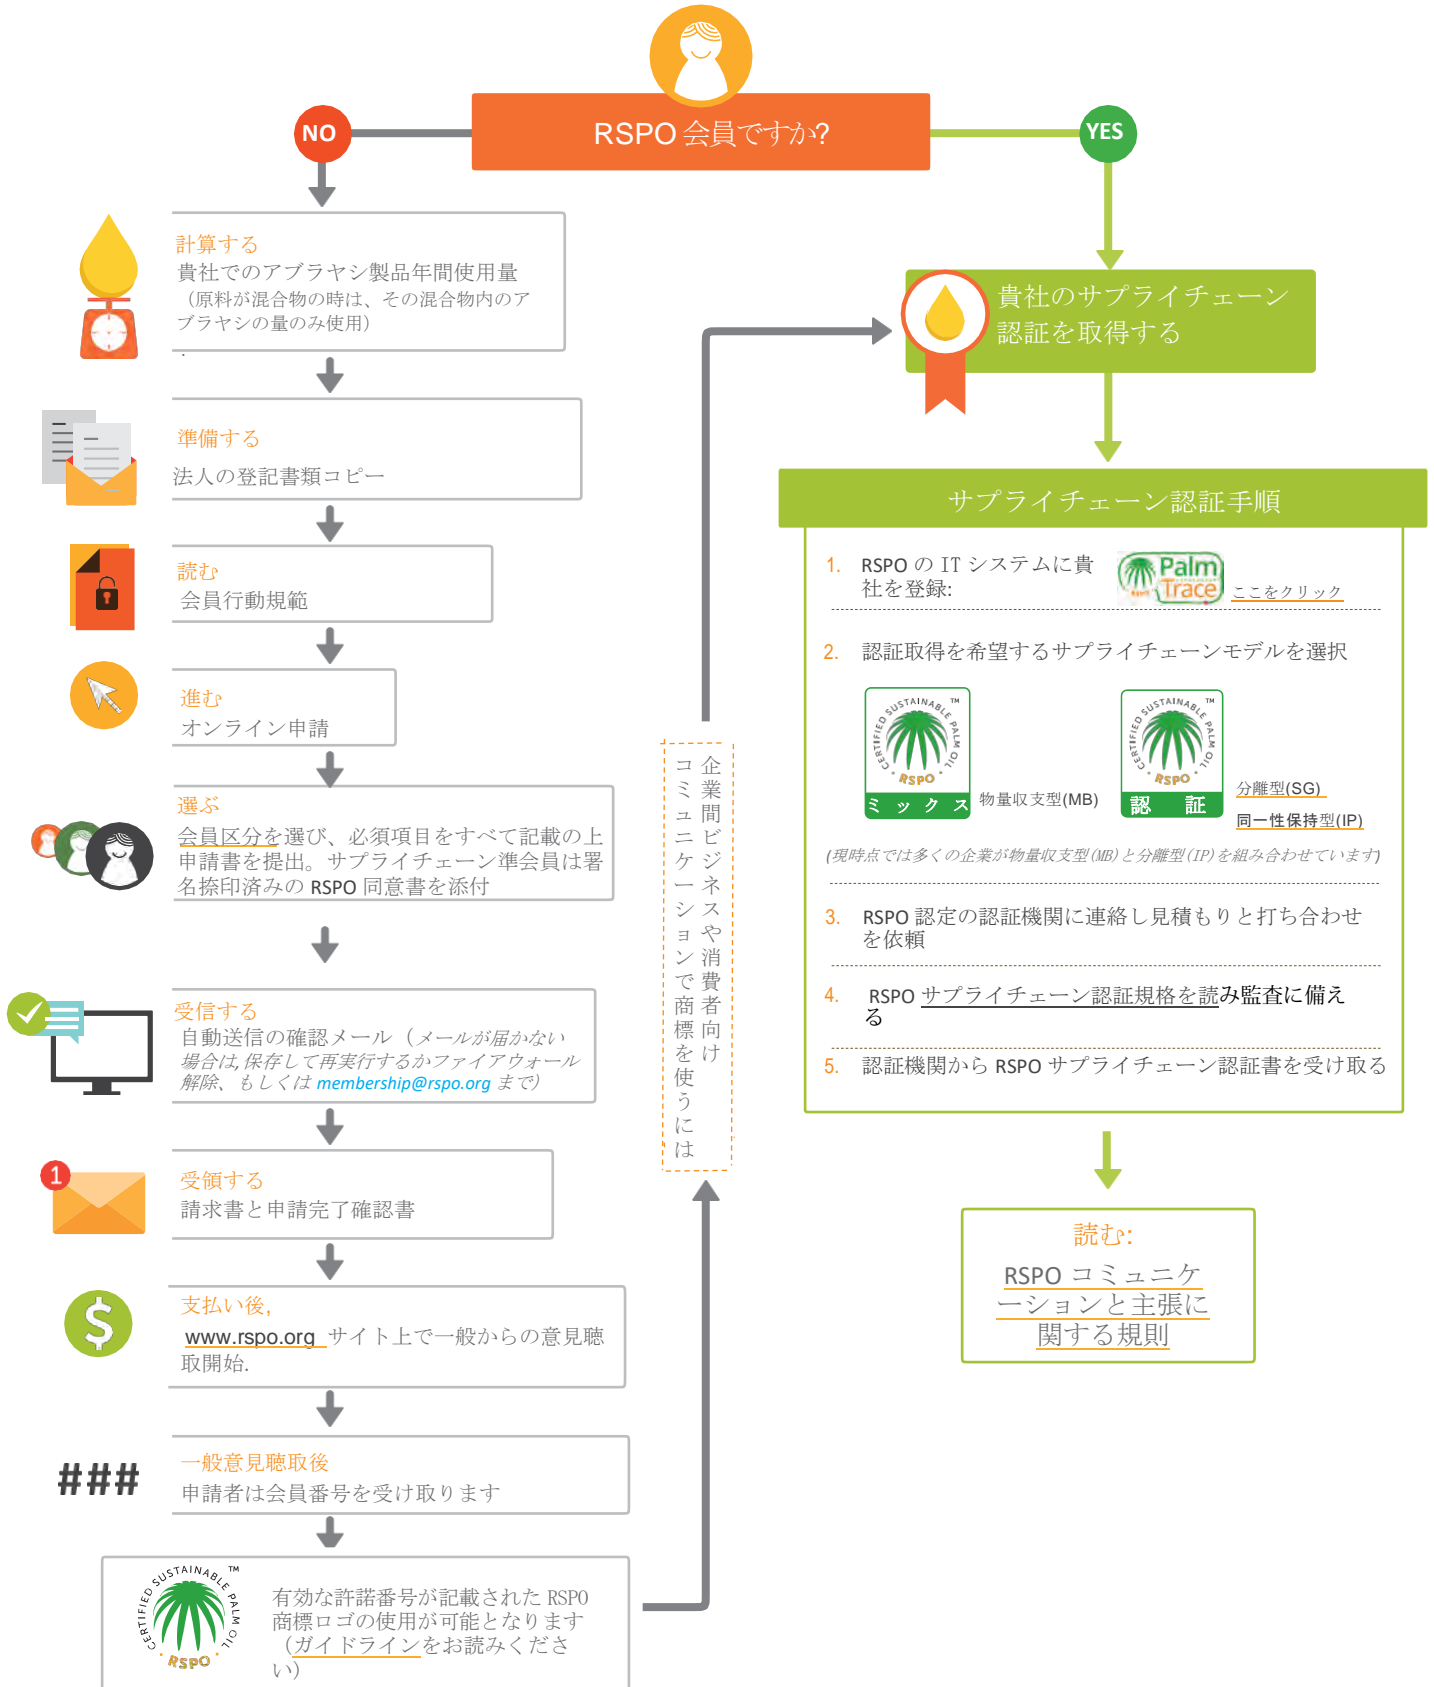 RSPO 会員ですか?
NO
YES
計算する
貴社でのアブラヤシ製品年間使用量
（原料が混合物の時は、その混合物内のア
ブラヤシの量のみ使用）
.
準備する
法人の登記書類コピー
読む
会員行動規範
進む
オンライン申請
選ぶ
会員区分を選び、必須項目をすべて記載の上
申請書を提出。サプライチェーン準会員は署
名捺印済みの RSPO 同意書を添付
受信する
自動送信の確認メール（メールが届かない
場合は,保存して再実行するかファイアウォール
解除、もしくは membership@rspo.org まで）
1
受領する
請求書と申請完了確認書
$
支払い後,
www.rspo.org サイト上で一般からの意見聴
取開始.
###
一般意見聴取後
申請者は会員番号を受け取ります
CERTIFIED SUSTAINABLE PALM OIL ™
RSPO
有効な許諾番号が記載された RSPO
商標ロゴの使用が可能となります
（ガイドラインをお読みくださ
い）
企業間ビジネスや消費者向け
コミュニケーションで商標を使うには
貴社のサプライチェーン
認証を取得する
サプライチェーン認証手順
1. RSPO の IT システムに貴
社を登録:
RSPO
Palm
Trace
ここをクリック
2. 認証取得を希望するサプライチェーンモデルを選択
CERTIFIED SUSTAINABLE PALM OIL ™
RSPO
ミックス
物量収支型(MB)
CERTIFIED SUSTAINABLE PALM OIL ™
RSPO
認 証
分離型(SG)
同一性保持型(IP)
(現時点では多くの企業が物量収支型(MB)と分離型(IP)を組み合わせています)
3. RSPO 認定の認証機関に連絡し見積もりと打ち合わせ
を依頼
4. RSPO サプライチェーン認証規格を読み監査に備え
る
5. 認証機関から RSPO サプライチェーン認証書を受け取る
読む:
RSPO コミュニケ
ーションと主張に
関する規則